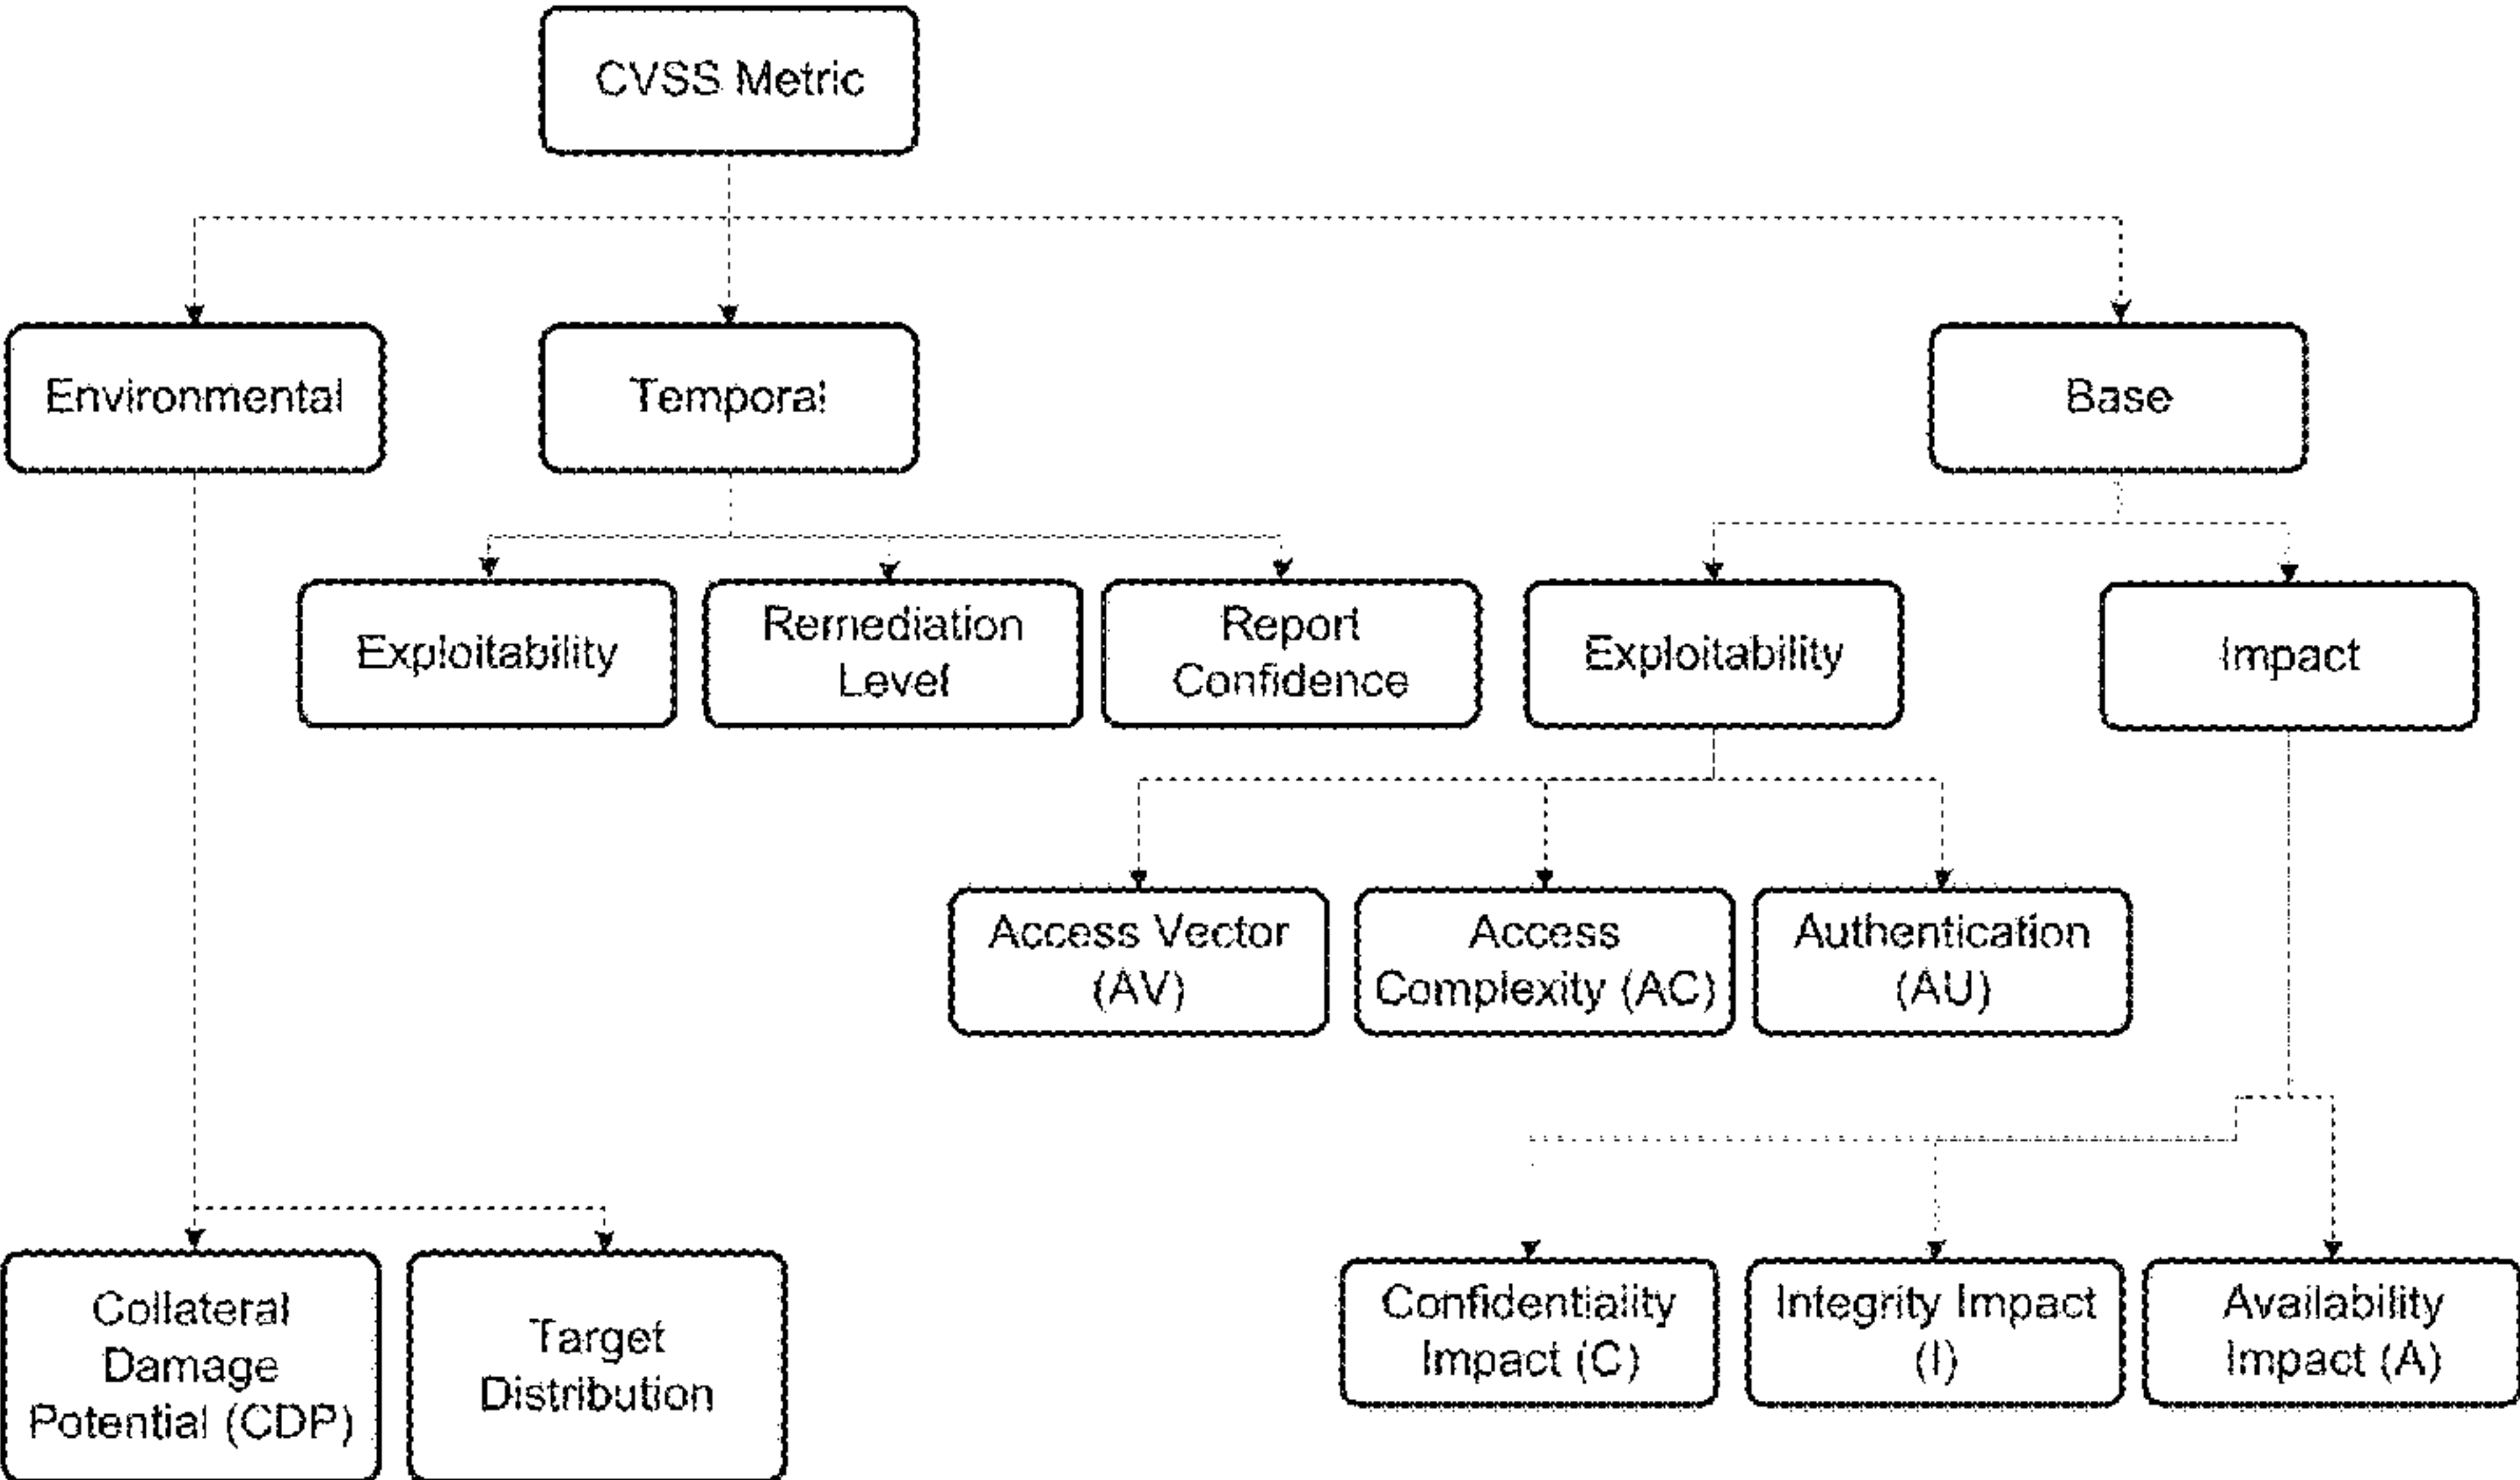 CVSS Metric
Environmental
Temporal
Base
Exploitability
Remediation
Level
Report
Confidence
Exploitability
Impact
Access Vector
(AV)
Access
Complexity (AC)
Authentication
(AU)
Collateral
Damage
Potential (CDP)
Target
Distribution
Confidentiality
Impact (C)
Integrity Impact
(I)
Availability
Impact (A)